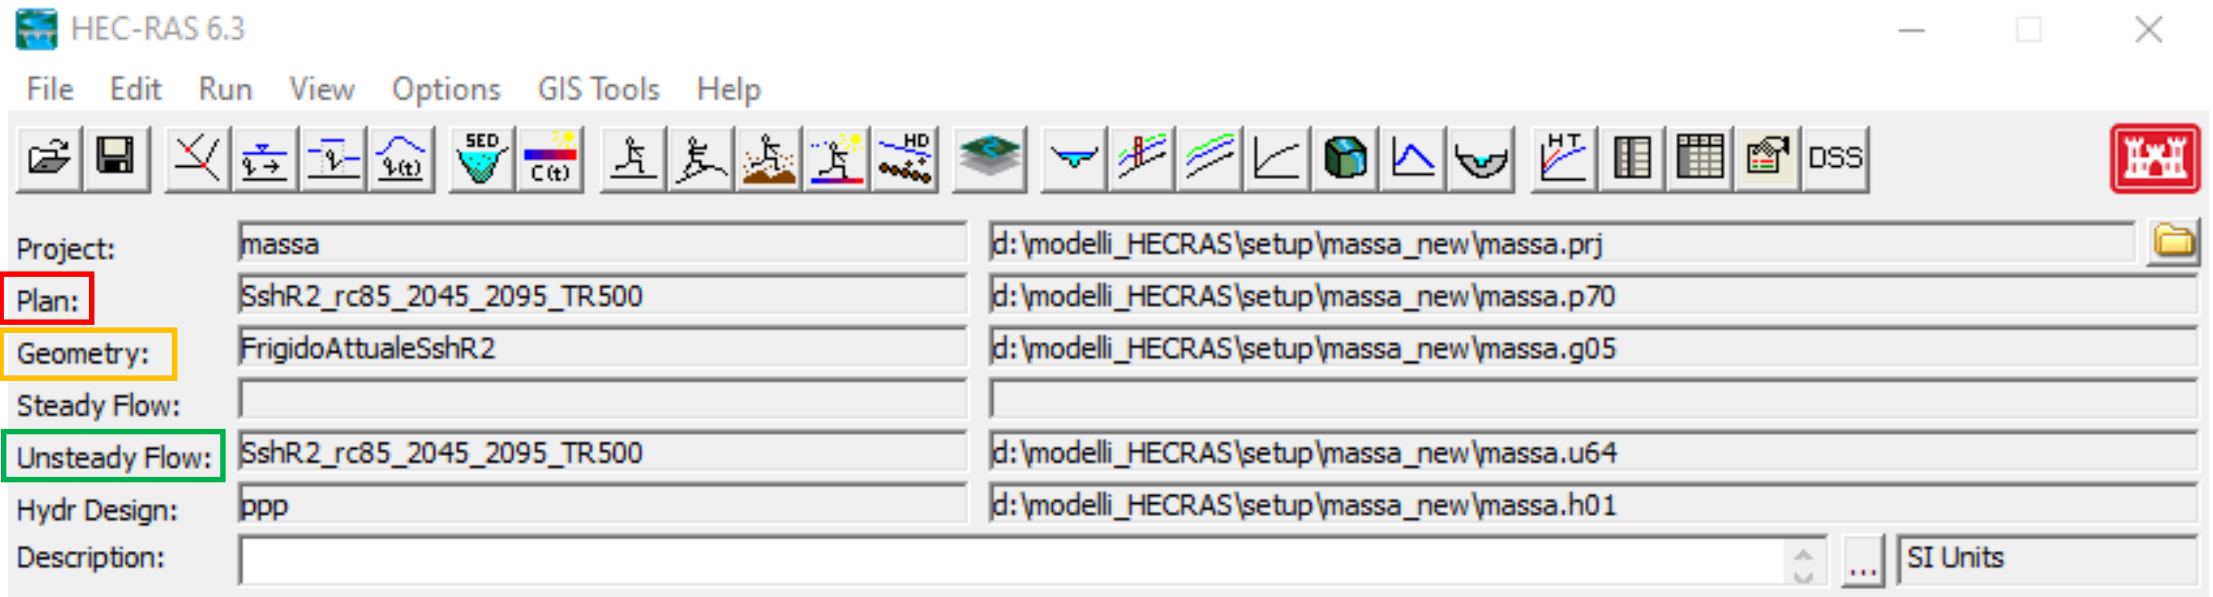 HEC-RAS 6.3
File Edit Run View Options GIS Tools Help
SED C(t) HD HT DSS
Project: massa d:\modelli_HECRAS\setup\massa_new\massa.prj
Plan: SshR2_rc85_2045_2095_TR500 d:\modelli_HECRAS\setup\massa_new\massa.p70
Geometry: FrigidoAttualeSshR2 d:\modelli_HECRAS\setup\massa_new\massa.g05
Steady Flow:
Unsteady Flow: SshR2_rc85_2045_2095_TR500 d:\modelli_HECRAS\setup\massa_new\massa.u64
Hydr Design: ppp d:\modelli_HECRAS\setup\massa_new\massa.h01
Description: ... SI Units